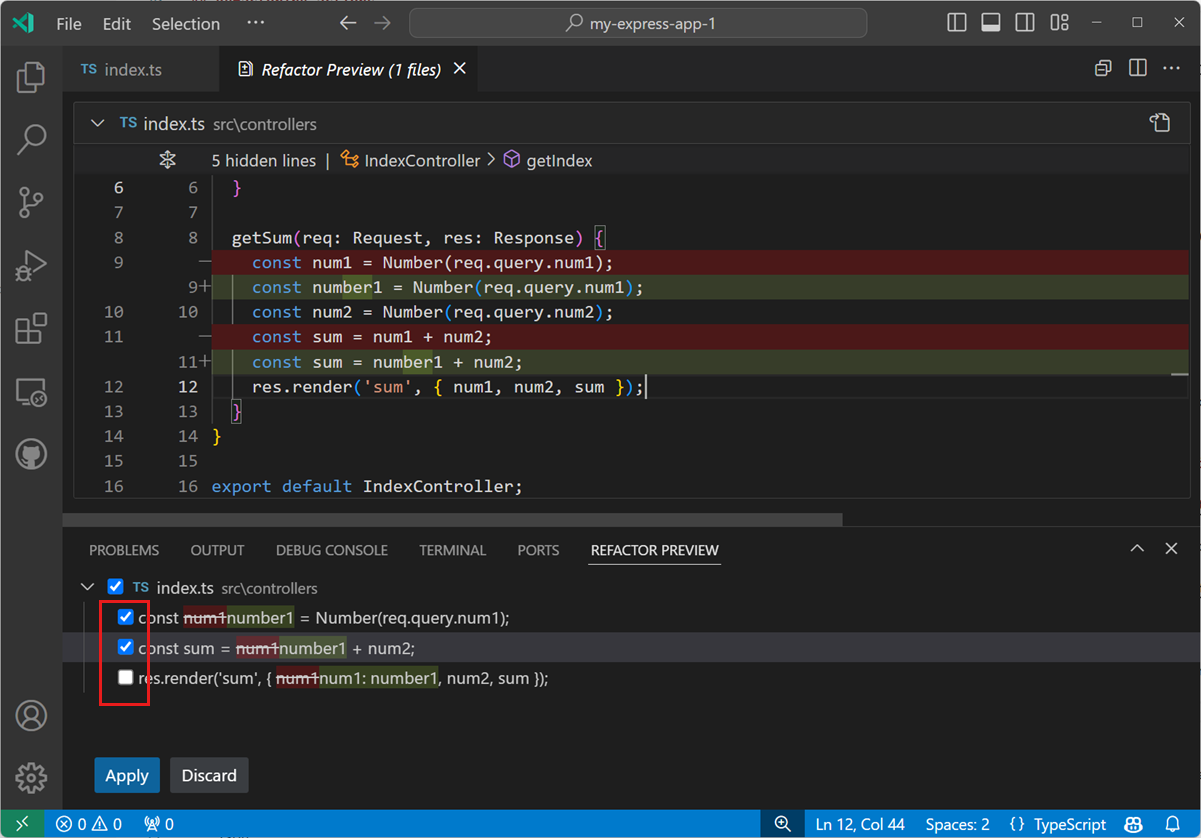 File Edit Selection ··· my-express-app-1
TS index.ts Refactor Preview (1 files)
TS index.ts src\controllers
5 hidden lines | IndexController > getIndex
6 6 }
7 7
8 8 getSum(req: Request, res: Response) {
9 — const num1 = Number(req.query.num1);
9+ const number1 = Number(req.query.num1);
10 10 const num2 = Number(req.query.num2);
11 — const sum = num1 + num2;
11+ const sum = number1 + num2;
12 12 res.render('sum', { num1, num2, sum });
13 13 }
14 14 }
15 15
16 16 export default IndexController;
PROBLEMS OUTPUT DEBUG CONSOLE TERMINAL PORTS REFACTOR PREVIEW
TS index.ts src\controllers
const num1number1 = Number(req.query.num1);
const sum = num1number1 + num2;
res.render('sum', { num1num1: number1, num2, sum });
Apply Discard
0 0 0 Ln 12, Col 44 Spaces: 2 {} TypeScript